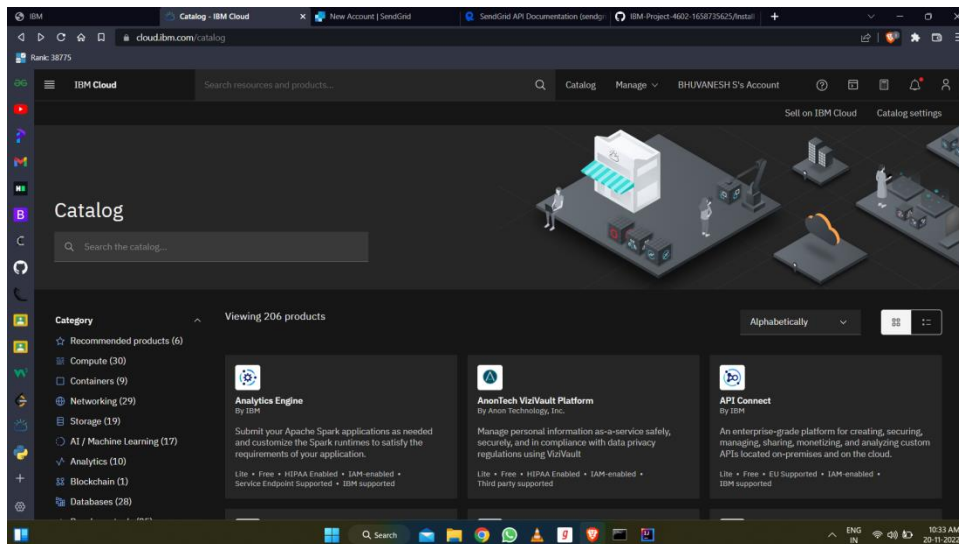 IBM
Catalog - IBM Cloud
New Account | SendGrid
SendGrid API Documentation (sendgri
IBM-Project-4602-1658735625/Install
cloud.ibm.com/catalog
Rank: 38775
IBM Cloud
Search resources and products...
Catalog
Manage
BHUVANESH S's Account
Sell on IBM Cloud
Catalog settings
Catalog
Search the catalog...
Category
Recommended products (6)
Compute (30)
Containers (9)
Networking (29)
Storage (19)
AI / Machine Learning (17)
Analytics (10)
Blockchain (1)
Databases (28)
Viewing 206 products
Alphabetically
Analytics Engine
By IBM
Submit your Apache Spark applications as needed
and customize the Spark runtimes to satisfy the
requirements of your application.
Lite • Free • HIPAA Enabled • IAM-enabled •
Service Endpoint Supported • IBM supported
AnonTech ViziVault Platform
By Anon Technology, Inc.
Manage personal information as-a-service safely,
securely, and in compliance with data privacy
regulations using ViziVault
Lite • Free • HIPAA Enabled • IAM-enabled •
Third party supported
API Connect
By IBM
An enterprise-grade platform for creating, securing,
managing, sharing, monetizing, and analyzing custom
APIs located on-premises and on the cloud.
Lite • Free • EU Supported • IAM-enabled •
IBM supported
Search
ENG
IN
10:33 AM
20-11-2022